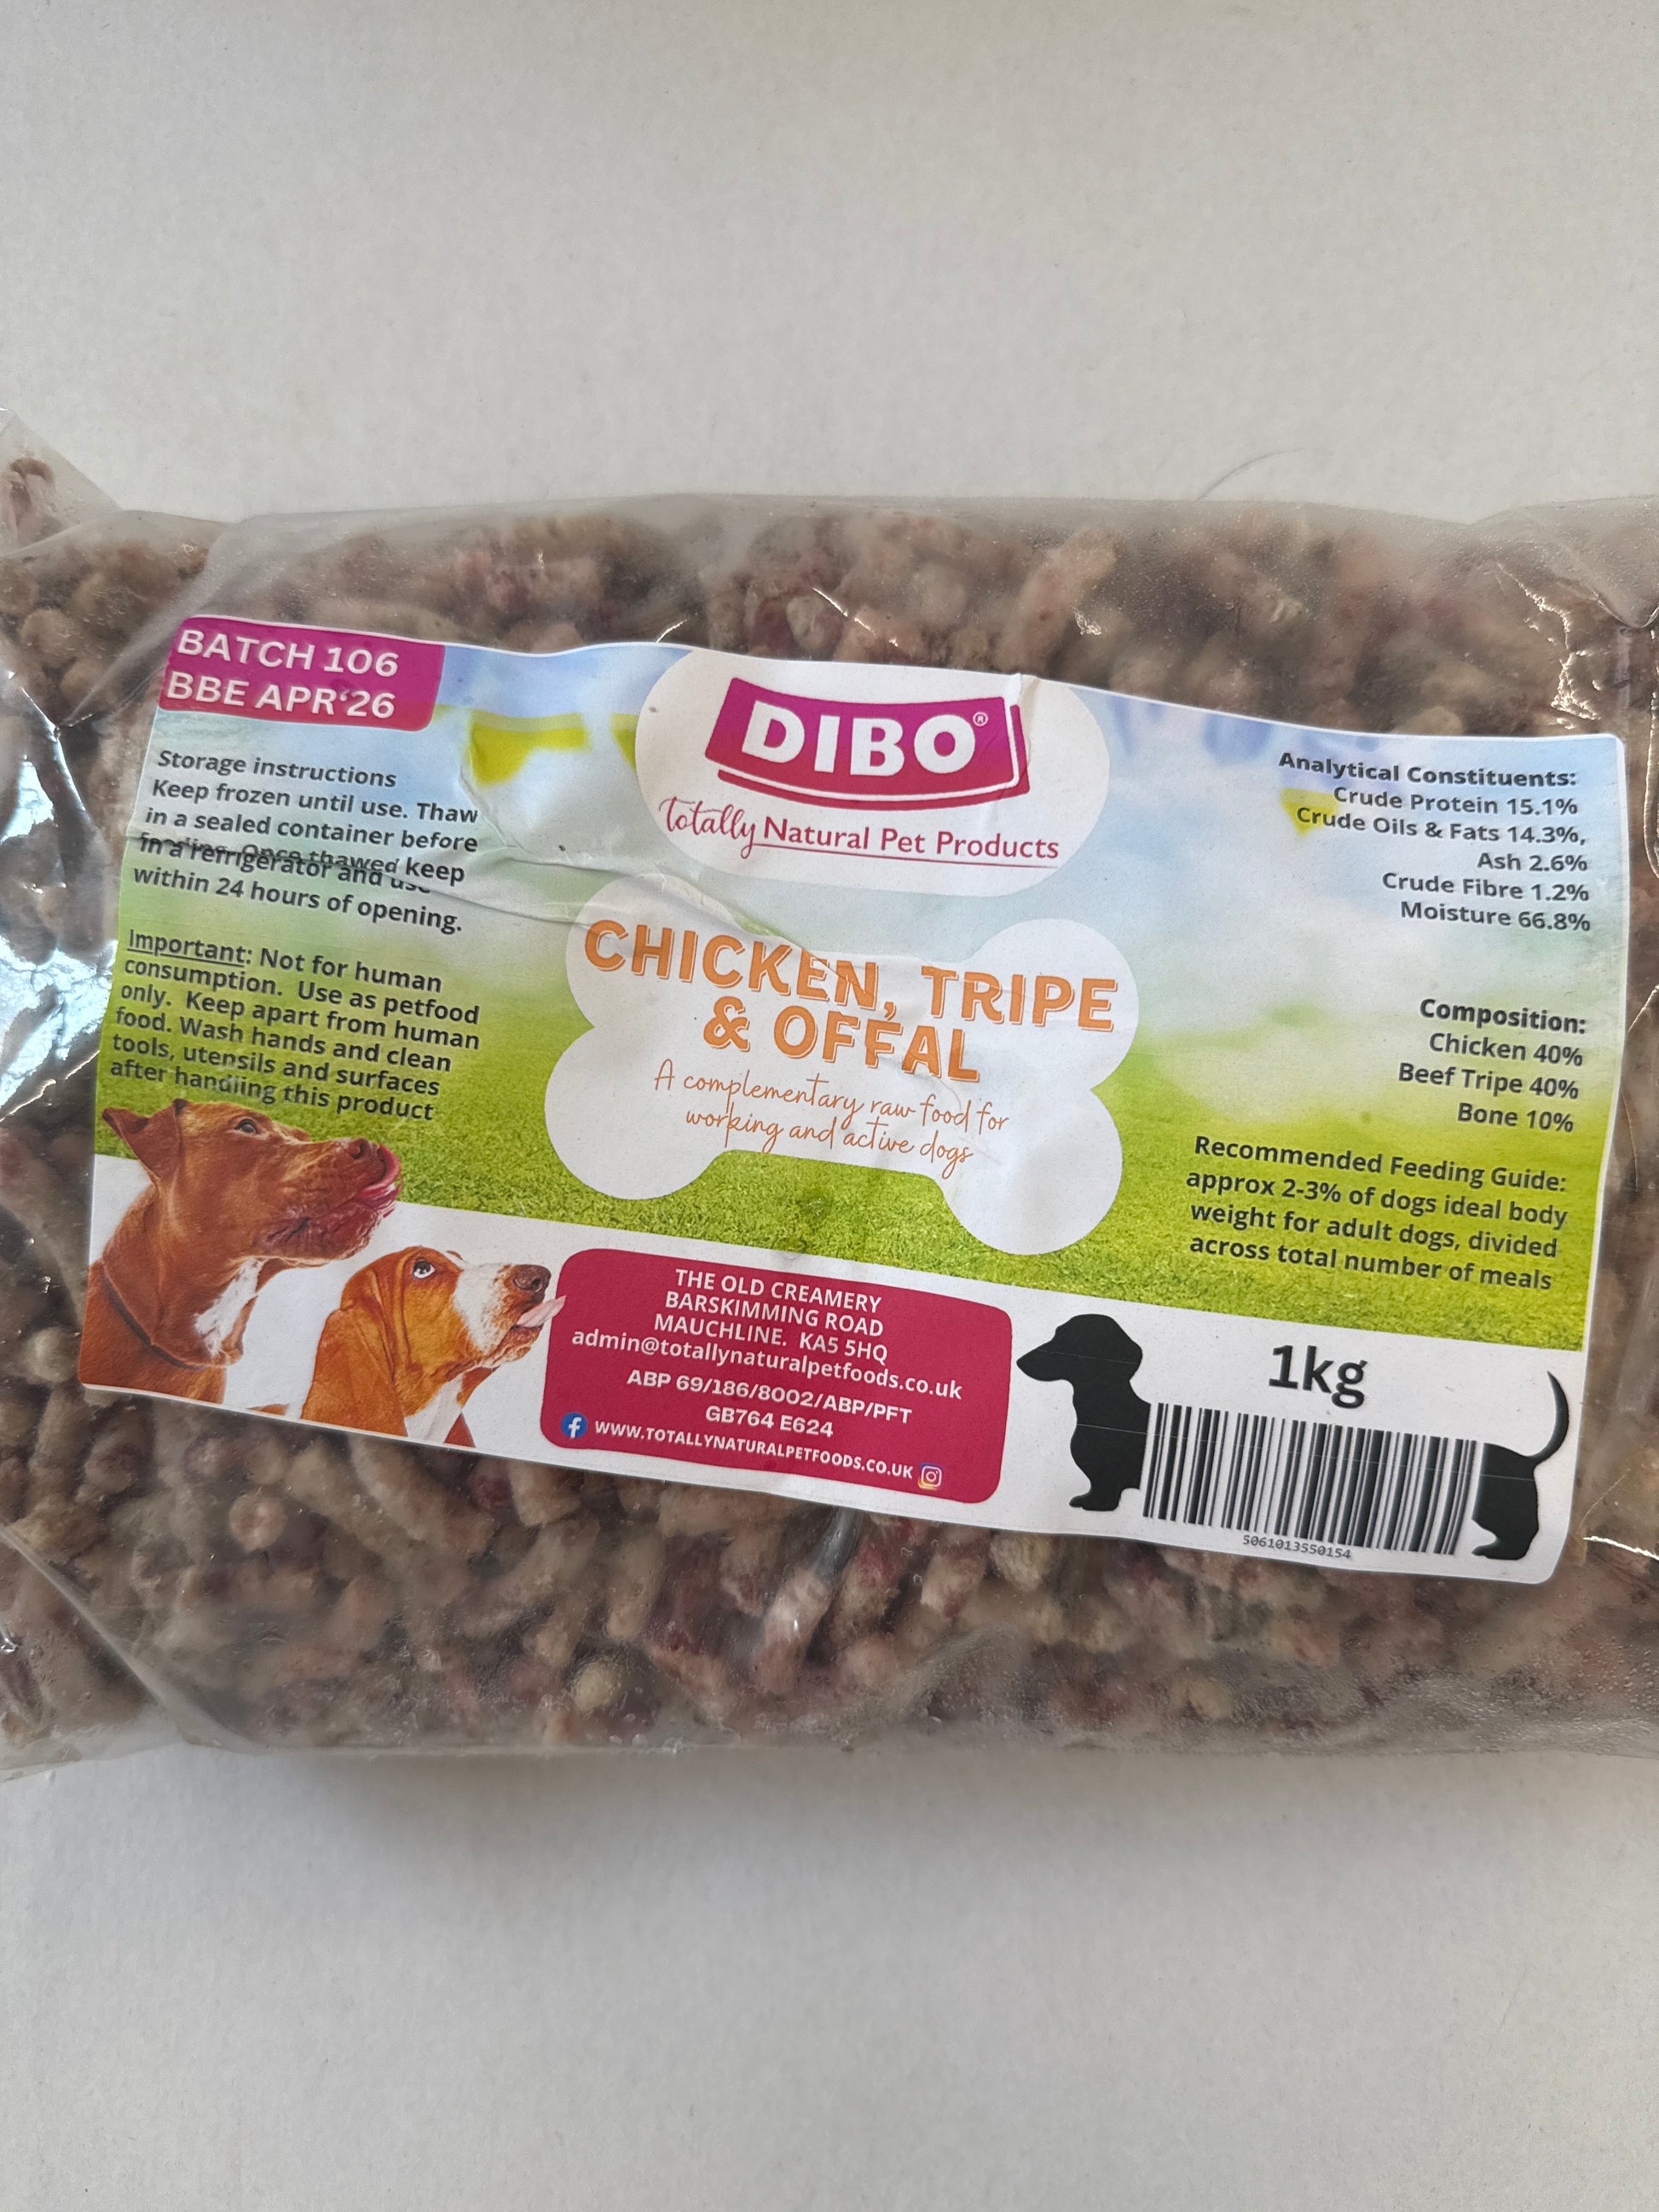 BATCH 106
BBE APR‘26
DIBO®
Totally Natural Pet Products
Storage instructions
Keep frozen until use. Thaw
in a sealed container before
feeding. Once thawed keep
in a refrigerator and use
within 24 hours of opening.
Important: Not for human
consumption. Use as petfood
only. Keep apart from human
food. Wash hands and clean
tools, utensils and surfaces
after handling this product
CHICKEN, TRIPE
& OFFAL
A complementary raw food for
working and active dogs
Analytical Constituents:
Crude Protein 15.1%
Crude Oils & Fats 14.3%,
Ash 2.6%
Crude Fibre 1.2%
Moisture 66.8%
Composition:
Chicken 40%
Beef Tripe 40%
Bone 10%
Recommended Feeding Guide:
approx 2-3% of dogs ideal body
weight for adult dogs, divided
across total number of meals
THE OLD CREAMERY
BARSKIMMING ROAD
MAUCHLINE. KA5 5HQ
admin@totallynaturalpetfoods.co.uk
ABP 69/186/8002/ABP/PFT
GB764 E624
WWW.TOTALLYNATURALPETFOODS.CO.UK
1kg
5061013550154